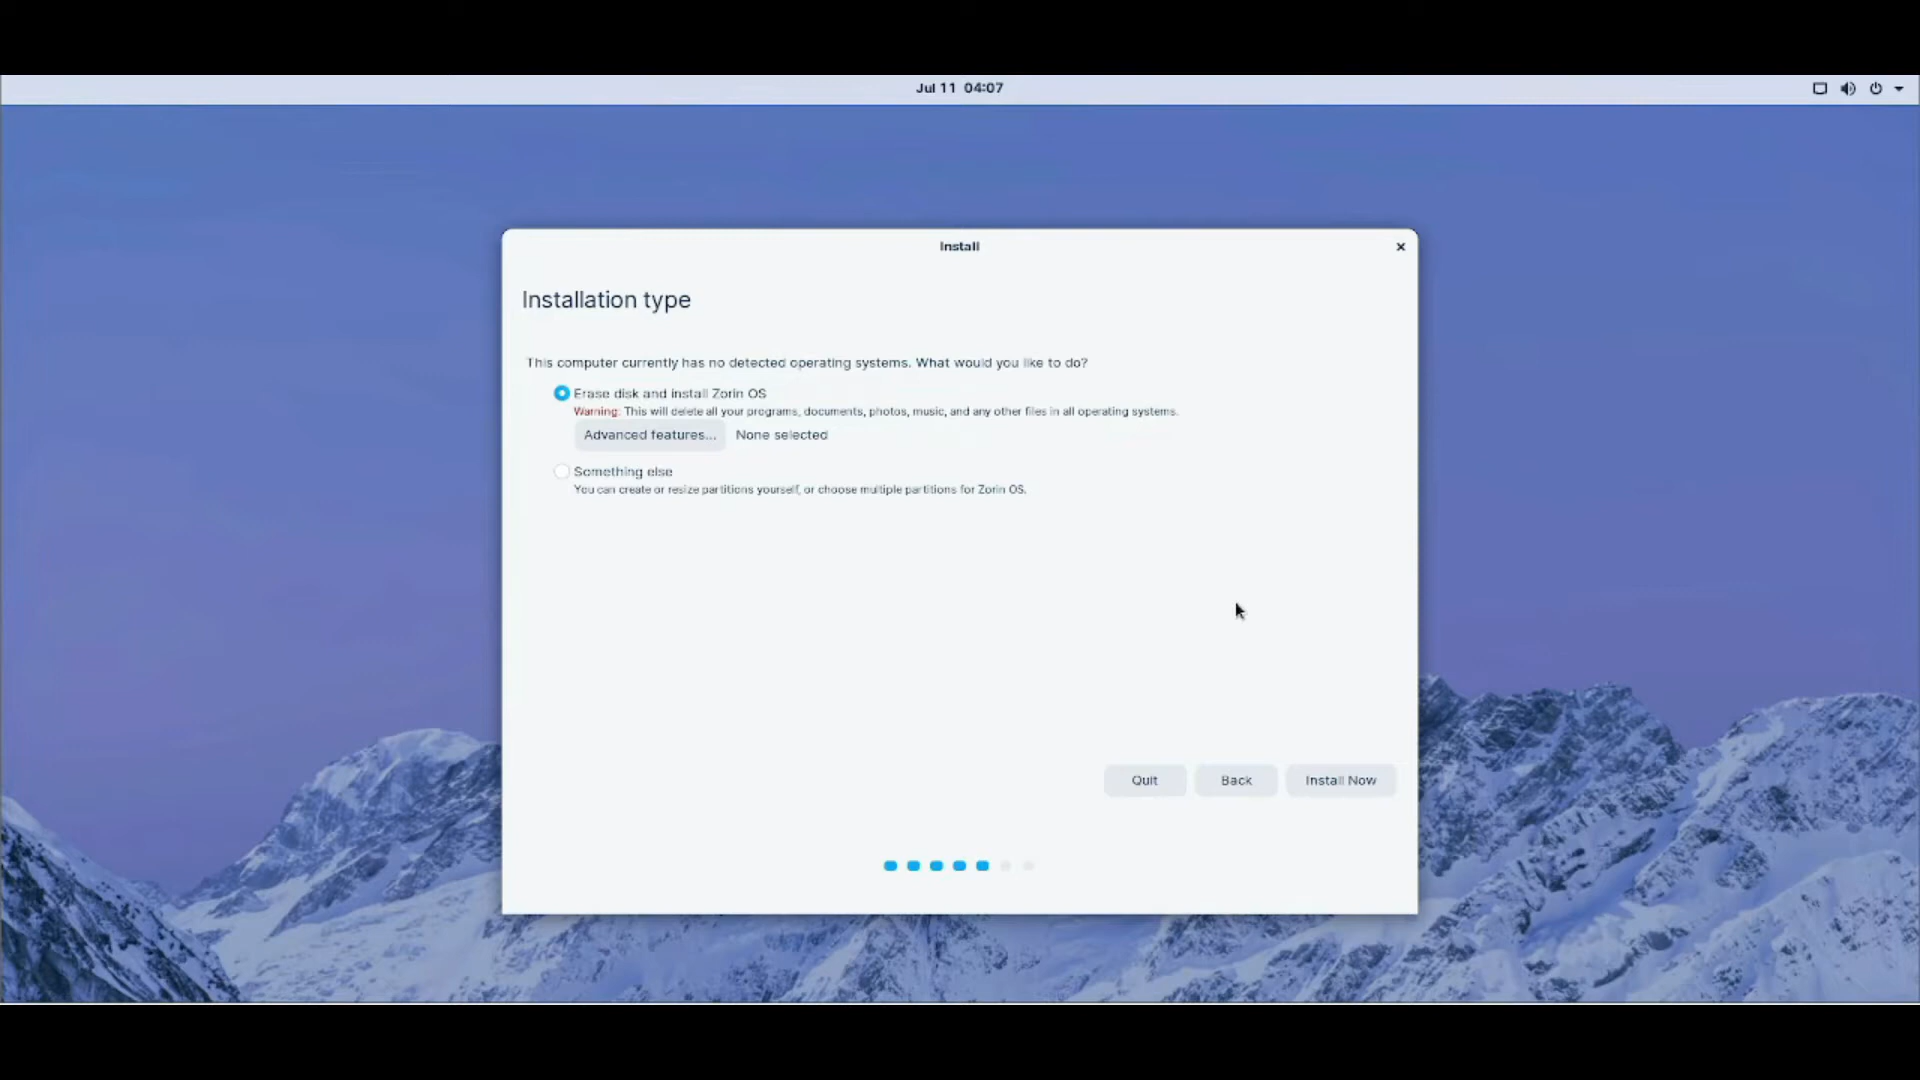 Jul 11 04:07
Install
Installation type
This computer currently has no detected operating systems. What would you like to do?
Erase disk and install Zorin OS
Warning: This will delete all your programs, documents, photos, music, and any other files in all operating systems.
Advanced features... None selected
Something else
You can create or resize partitions yourself, or choose multiple partitions for Zorin OS.
Quit Back Install Now